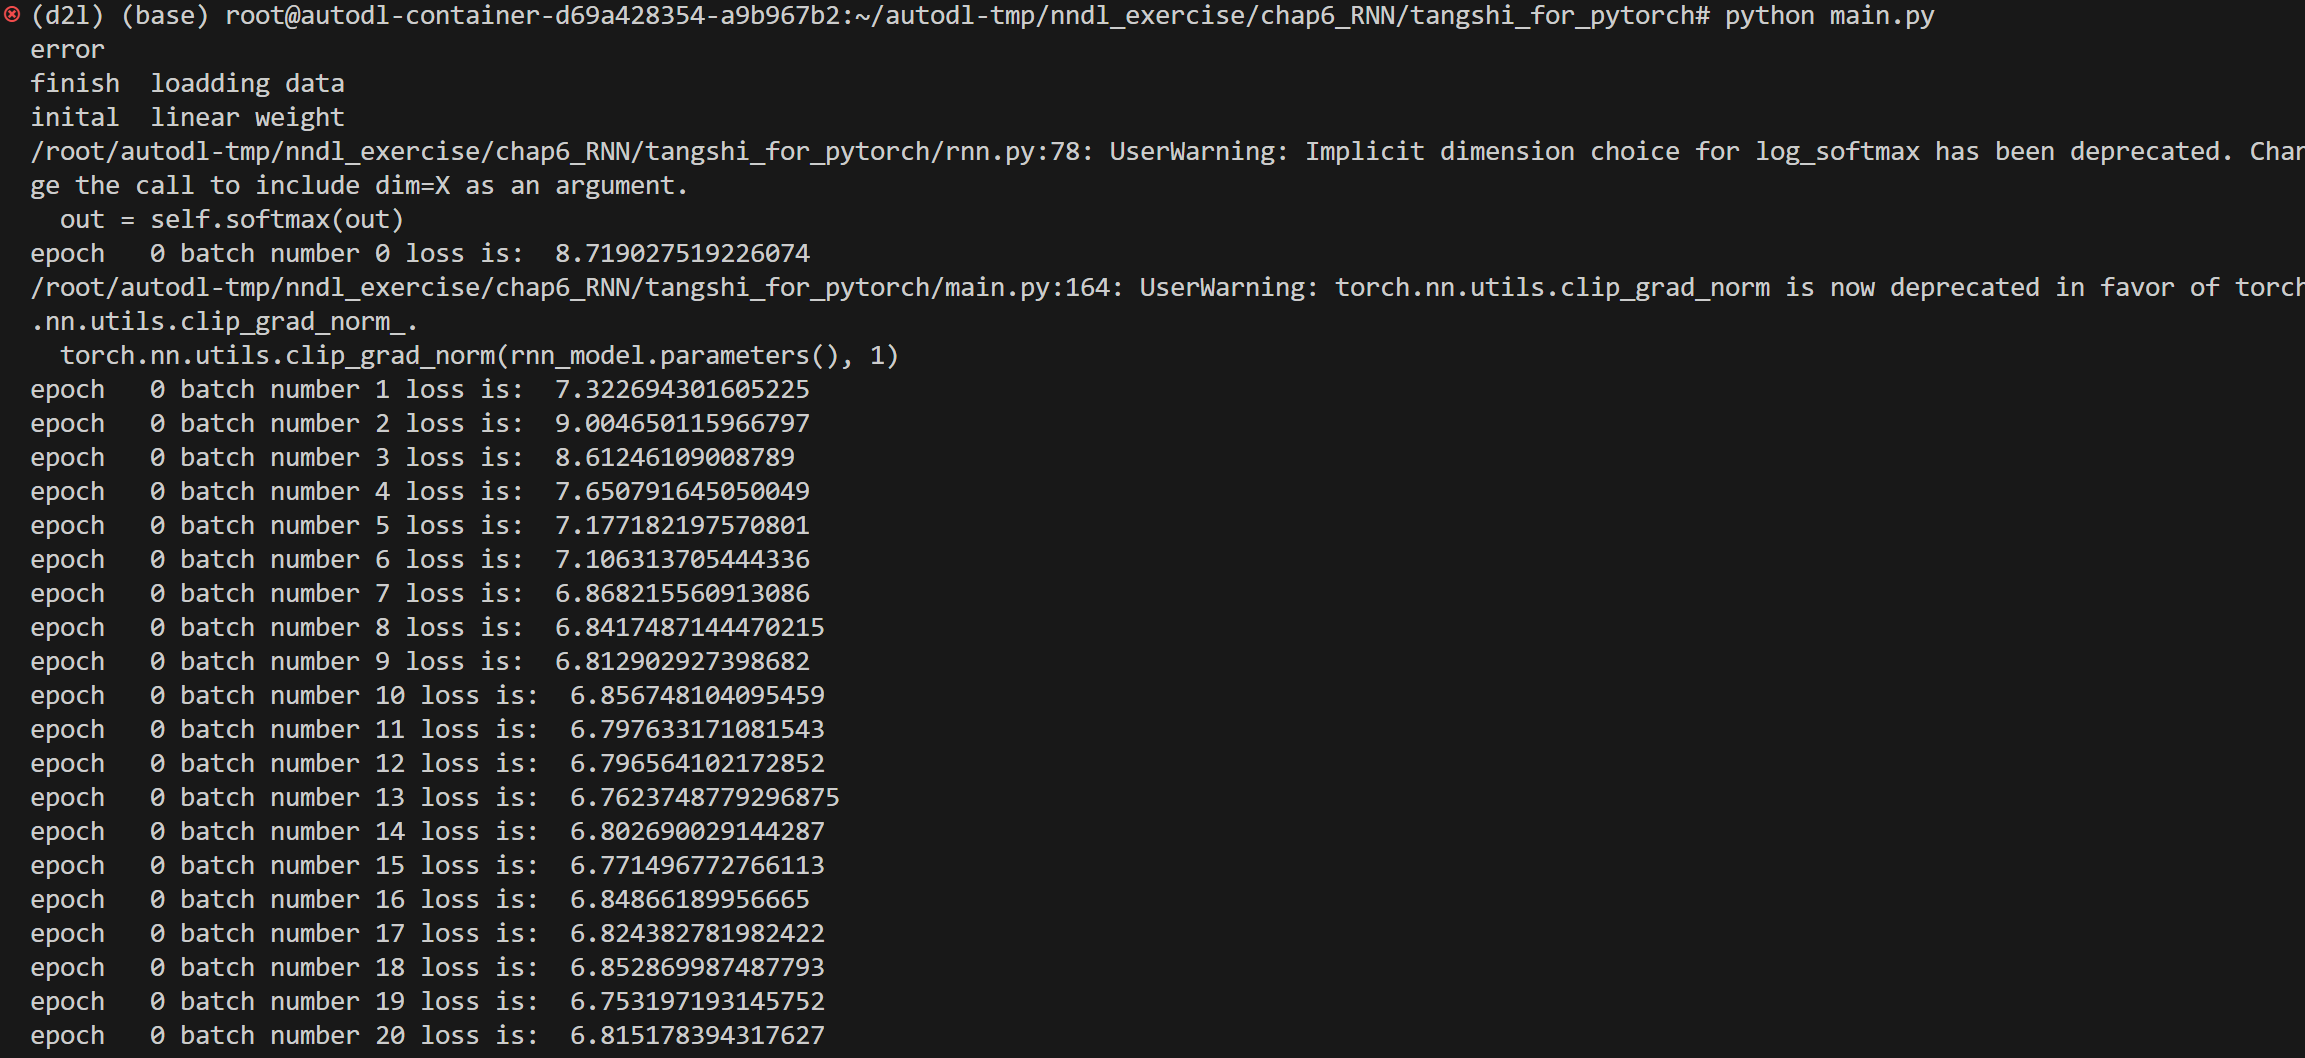 (d2l) (base) root@autodl-container-d69a428354-a9b967b2:~/autodl-tmp/nndl_exercise/chap6_RNN/tangshi_for_pytorch# python main.py
error
finish  loadding data
inital  linear weight
/root/autodl-tmp/nndl_exercise/chap6_RNN/tangshi_for_pytorch/rnn.py:78: UserWarning: Implicit dimension choice for log_softmax has been deprecated. Chan
ge the call to include dim=X as an argument.
  out = self.softmax(out)
epoch   0 batch number 0 loss is:  8.719027519226074
/root/autodl-tmp/nndl_exercise/chap6_RNN/tangshi_for_pytorch/main.py:164: UserWarning: torch.nn.utils.clip_grad_norm is now deprecated in favor of torch
.nn.utils.clip_grad_norm_.
  torch.nn.utils.clip_grad_norm(rnn_model.parameters(), 1)
epoch   0 batch number 1 loss is:  7.322694301605225
epoch   0 batch number 2 loss is:  9.004650115966797
epoch   0 batch number 3 loss is:  8.61246109008789
epoch   0 batch number 4 loss is:  7.650791645050049
epoch   0 batch number 5 loss is:  7.177182197570801
epoch   0 batch number 6 loss is:  7.106313705444336
epoch   0 batch number 7 loss is:  6.868215560913086
epoch   0 batch number 8 loss is:  6.8417487144470215
epoch   0 batch number 9 loss is:  6.812902927398682
epoch   0 batch number 10 loss is:  6.856748104095459
epoch   0 batch number 11 loss is:  6.797633171081543
epoch   0 batch number 12 loss is:  6.796564102172852
epoch   0 batch number 13 loss is:  6.7623748779296875
epoch   0 batch number 14 loss is:  6.802690029144287
epoch   0 batch number 15 loss is:  6.771496772766113
epoch   0 batch number 16 loss is:  6.84866189956665
epoch   0 batch number 17 loss is:  6.824382781982422
epoch   0 batch number 18 loss is:  6.852869987487793
epoch   0 batch number 19 loss is:  6.753197193145752
epoch   0 batch number 20 loss is:  6.815178394317627